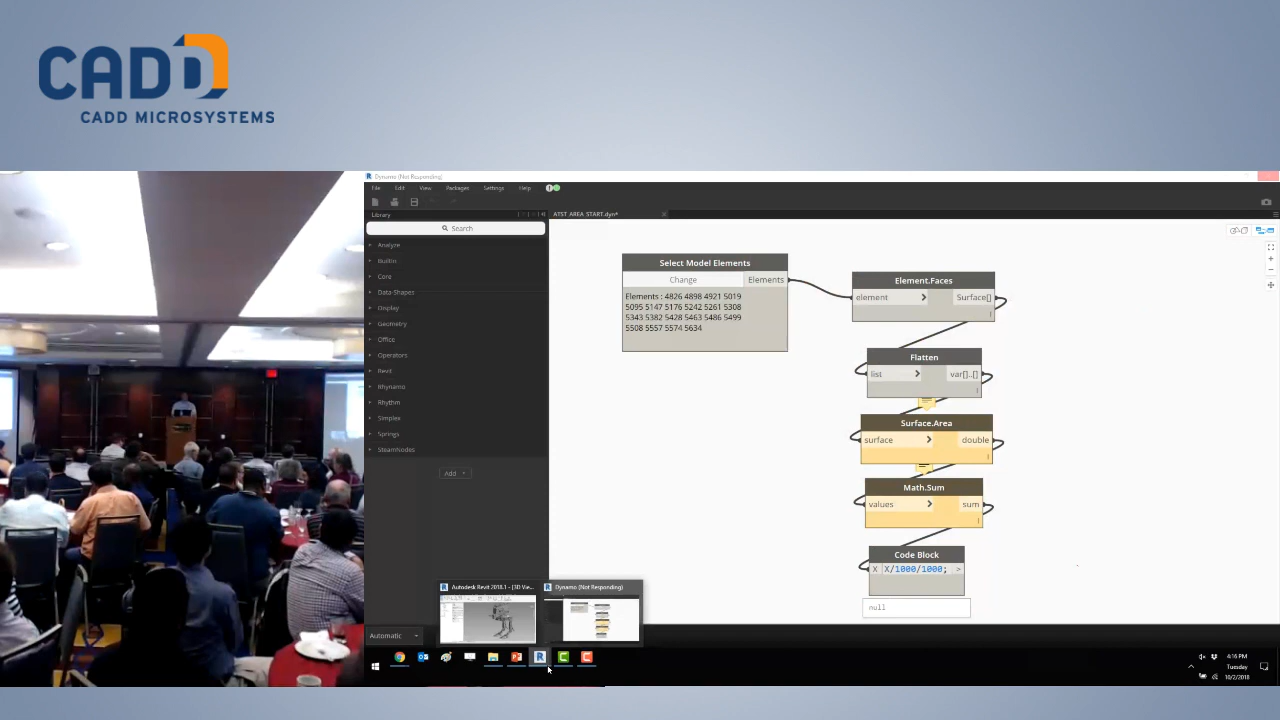 CADD
CADD MICROSYSTEMS
Dynamo (Not Responding)
File Edit View Packages Settings Help
Library
ATST AREA START.dyn*
Search
Analyze
BuiltIn
Core
Data-Shapes
Display
Geometry
Office
Operators
Revit
Rhynamo
Rhythm
Simplex
Springs
SteamNodes
Add
Select Model Elements
Change Elements
Elements : 4826 4898 4921 5019
5095 5147 5176 5242 5261 5308
5343 5382 5428 5463 5486 5499
5508 5557 5574 5634
Element.Faces
element > Surface[]
Flatten
list > var[]..[]
Surface.Area
surface > double
Math.Sum
values > sum
Code Block
X X/1000/1000; >
null
Autodesk Revit 2018.1 - [3D Vie...
Dynamo (Not Responding)
Automatic
4:16 PM
Tuesday
10/2/2018